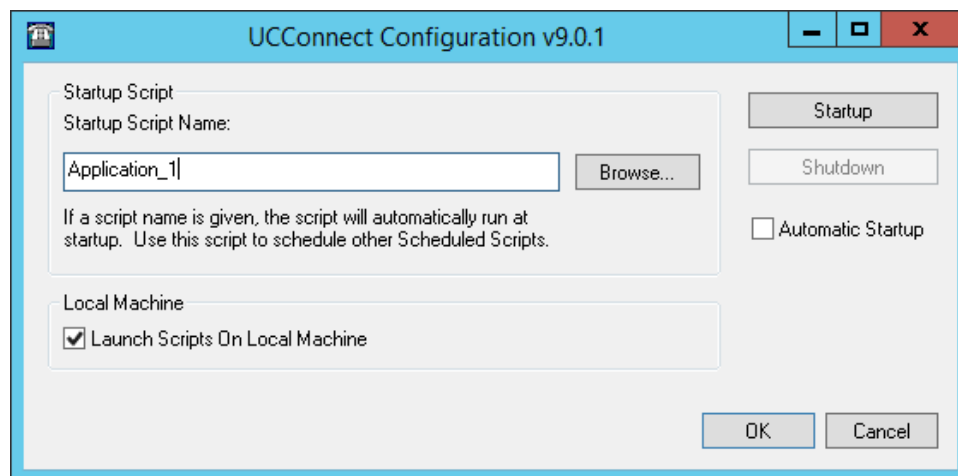 UCConnect Configuration v9.0.1
Startup Script
Startup Script Name:
Application_1
Browse...
If a script name is given, the script will automatically run at
startup.  Use this script to schedule other Scheduled Scripts.
Startup
Shutdown
Automatic Startup
Local Machine
Launch Scripts On Local Machine
OK
Cancel